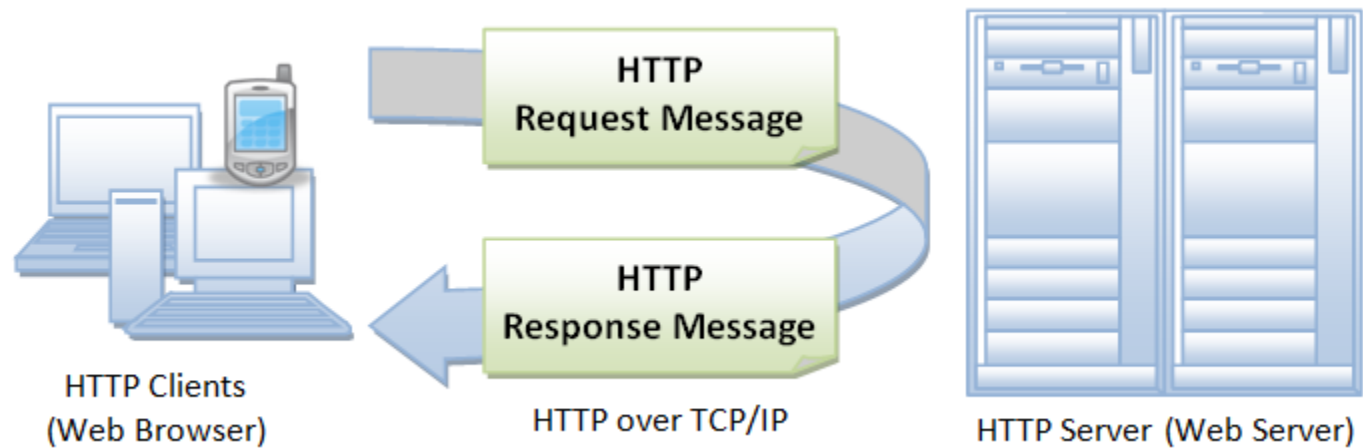 HTTP
Request Message
HTTP
Response Message
HTTP Clients
(Web Browser)
HTTP over TCP/IP
HTTP Server (Web Server)